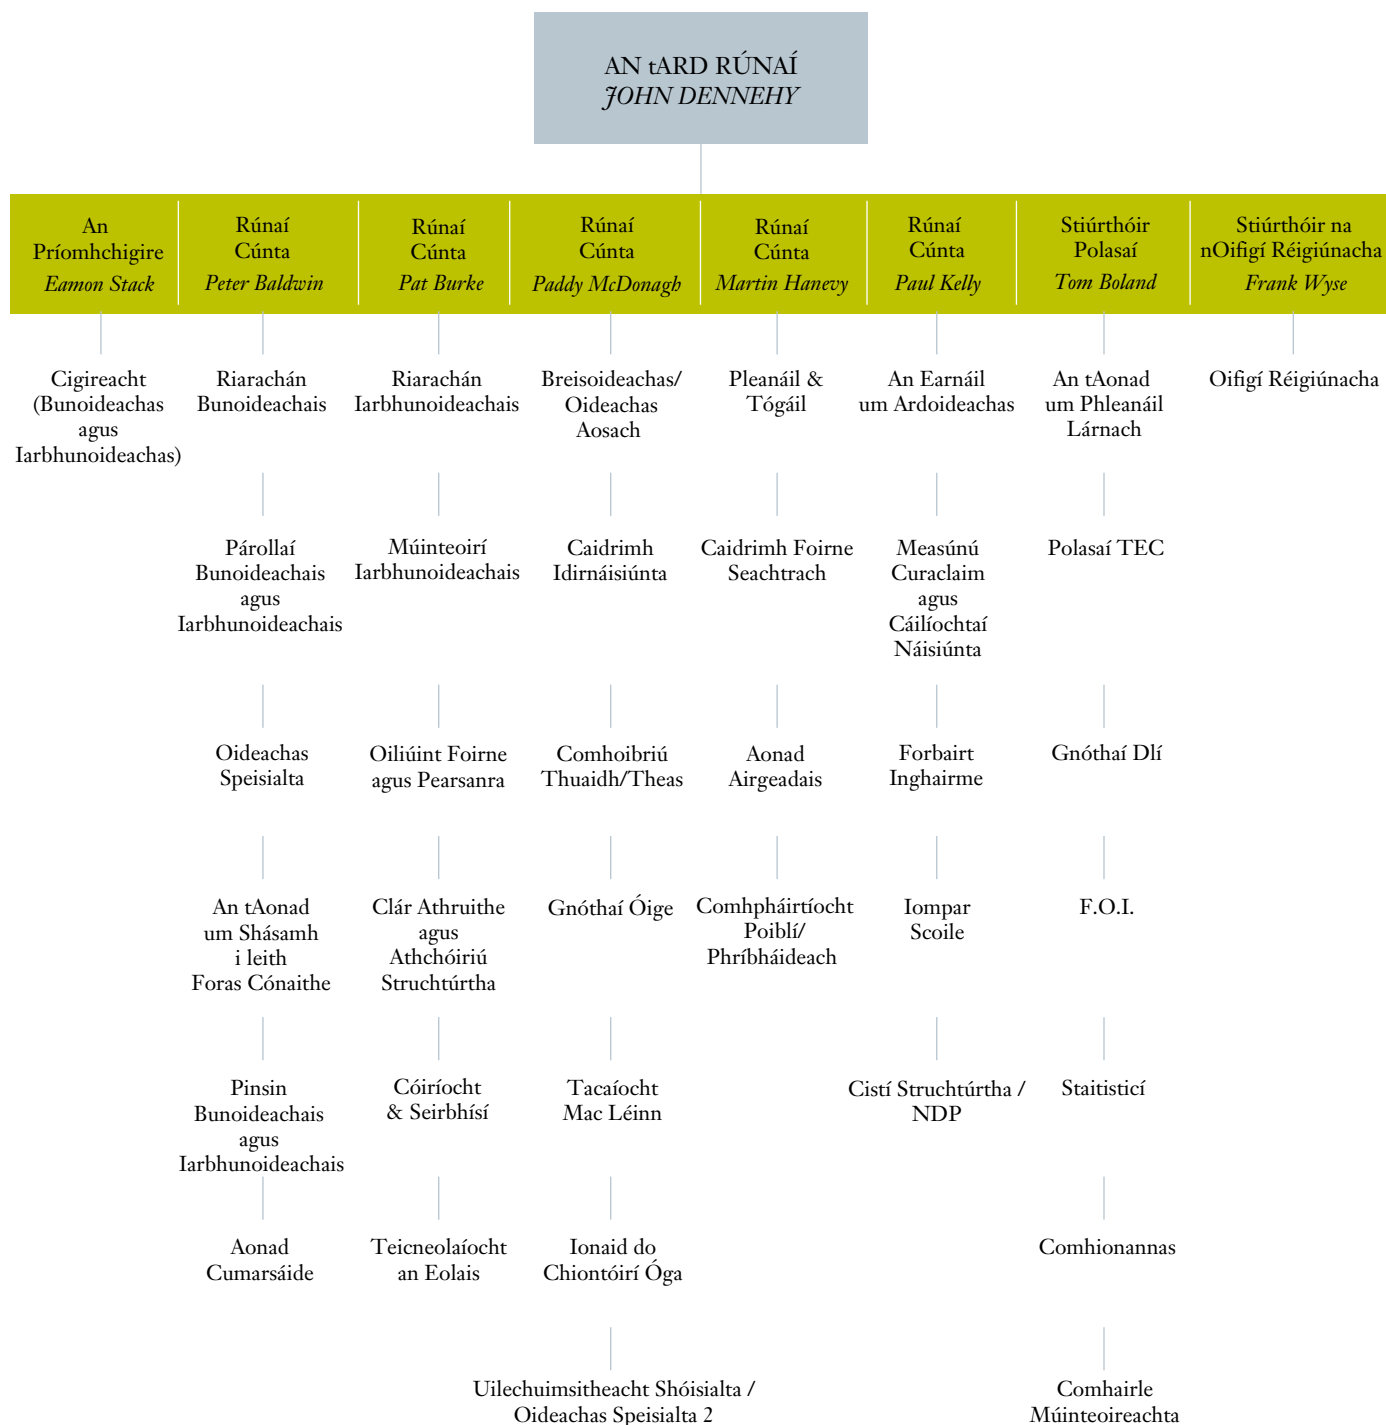 AN tARD RÚNAÍ
JOHN DENNEHY
An
Príomhchigire
Eamon Stack
Rúnaí
Cúnta
Peter Baldwin
Rúnaí
Cúnta
Pat Burke
Rúnaí
Cúnta
Paddy McDonagh
Rúnaí
Cúnta
Martin Hanevy
Rúnaí
Cúnta
Paul Kelly
Stiúrthóir
Polasaí
Tom Boland
Stiúrthóir na
nOifigí Réigiúnacha
Frank Wyse
Cigireacht
(Bunoideachas
agus
Iarbhunoideachas)
Riarachán
Bunoideachais
Párollaí
Bunoideachais
agus
Iarbhunoideachais
Oideachas
Speisialta
An tAonad
um Shásamh
i leith
Foras Cónaithe
Pinsin
Bunoideachais
agus
Iarbhunoideachais
Aonad
Cumarsáide
Riarachán
Iarbhunoideachais
Múinteoirí
Iarbhunoideachais
Oiliúint Foirne
agus Pearsanra
Clár Athruithe
agus
Athchóiriú
Struchtúrtha
Cóiríocht
& Seirbhísí
Teicneolaíocht
an Eolais
Breisoideachas/
Oideachas
Aosach
Caidrimh
Idirnáisiúnta
Comhoibriú
Thuaidh/Theas
Gnóthaí Óige
Tacaíocht
Mac Léinn
Ionaid do
Chiontóirí Óga
Uilechuimsitheacht Shóisialta /
Oideachas Speisialta 2
Pleanáil &
Tógáil
Caidrimh Foirne
Seachtrach
Aonad
Airgeadais
Comhpháirtíocht
Poiblí/
Phríbháideach
An Earnáil
um Ardoideachas
Measúnú
Curaclaim
agus
Cáilíochtaí
Náisiúnta
Forbairt
Inghairme
Iompar
Scoile
Cistí Struchtúrtha /
NDP
An tAonad
um Phleanáil
Lárnach
Polasaí TEC
Gnóthaí Dlí
F.O.I.
Staitisticí
Comhionannas
Comhairle
Múinteoireachta
Oifigí Réigiúnacha